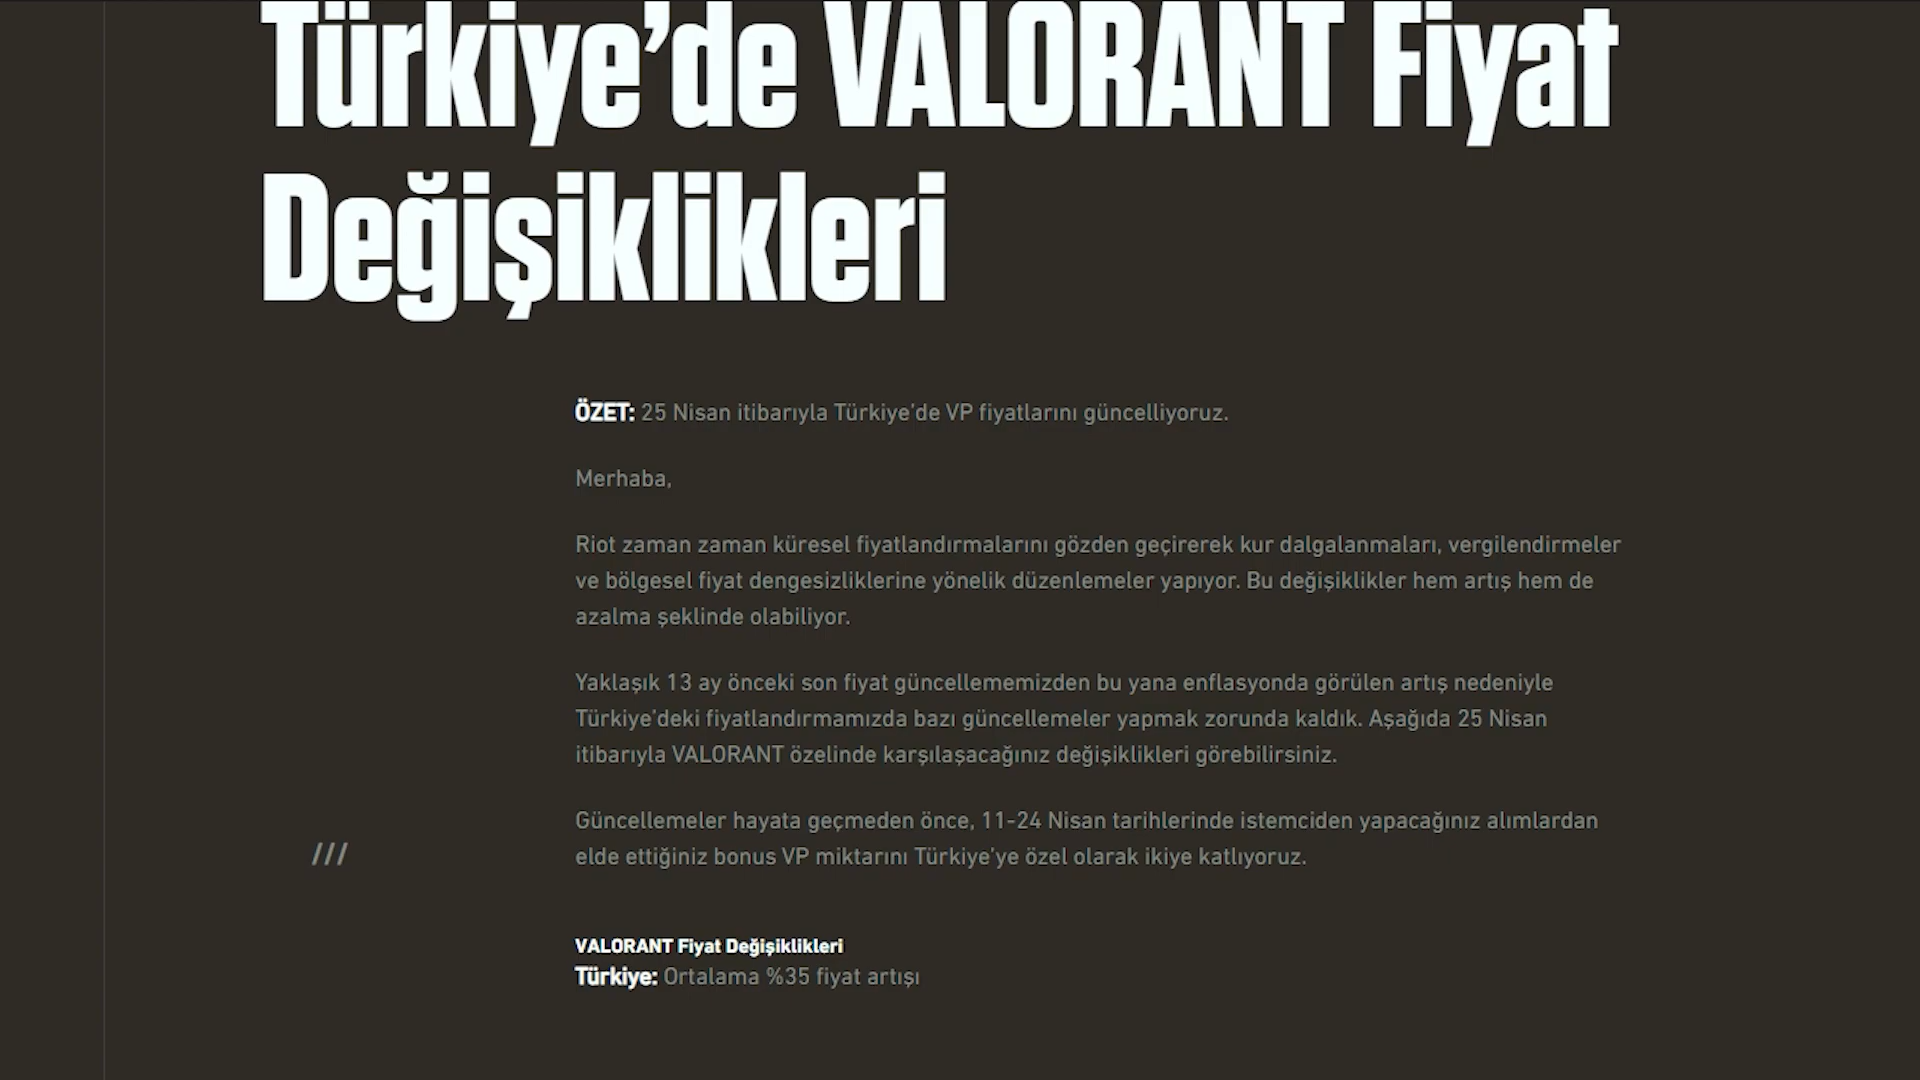 Türkiye’de VALORANT Fiyat
Değişiklikleri
ÖZET: 25 Nisan itibarıyla Türkiye’de VP fiyatlarını güncelliyoruz.
Merhaba,
Riot zaman zaman küresel fiyatlandırmalarını gözden geçirerek kur dalgalanmaları, vergilendirmeler
ve bölgesel fiyat dengesizliklerine yönelik düzenlemeler yapıyor. Bu değişiklikler hem artış hem de
azalma şeklinde olabiliyor.
Yaklaşık 13 ay önceki son fiyat güncellememizden bu yana enflasyonda görülen artış nedeniyle
Türkiye’deki fiyatlandırmamızda bazı güncellemeler yapmak zorunda kaldık. Aşağıda 25 Nisan
itibarıyla VALORANT özelinde karşılaşacağınız değişiklikleri görebilirsiniz.
Güncellemeler hayata geçmeden önce, 11-24 Nisan tarihlerinde istemciden yapacağınız alımlardan
elde ettiğiniz bonus VP miktarını Türkiye’ye özel olarak ikiye katlıyoruz.
///
VALORANT Fiyat Değişiklikleri
Türkiye: Ortalama %35 fiyat artışı